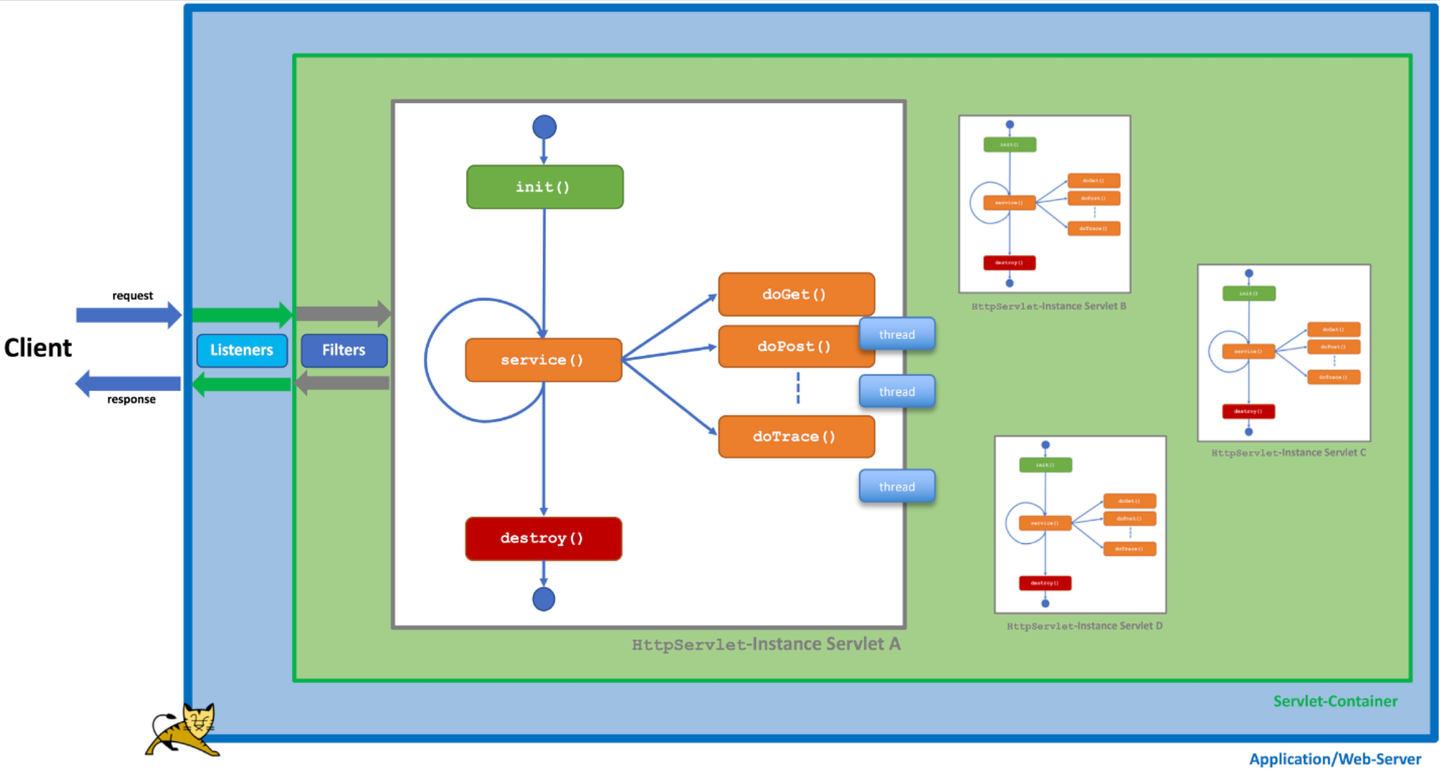 Client
request
response
Listeners
Filters
init()
service()
doGet()
doPost()
doTrace()
thread
thread
thread
destroy()
HttpServlet-Instance Servlet A
init()
service()
doGet()
doPost()
doTrace()
destroy()
HttpServlet-Instance Servlet B
init()
service()
doGet()
doPost()
doTrace()
destroy()
HttpServlet-Instance Servlet C
init()
service()
doGet()
doPost()
doTrace()
destroy()
HttpServlet-Instance Servlet D
Servlet-Container
Application/Web-Server